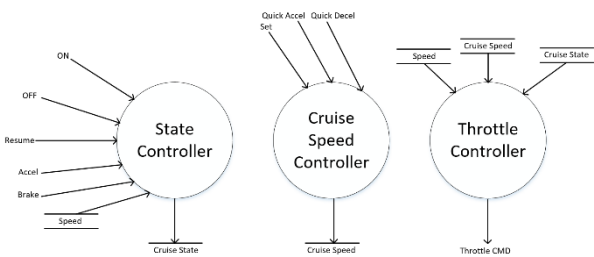 ON
OFF
Resume
Accel
Brake
Speed
State
Controller
Cruise State
Quick Accel
Quick Decel
Set
Cruise
Speed
Controller
Cruise Speed
Speed
Cruise Speed
Cruise State
Throttle
Controller
Throttle CMD